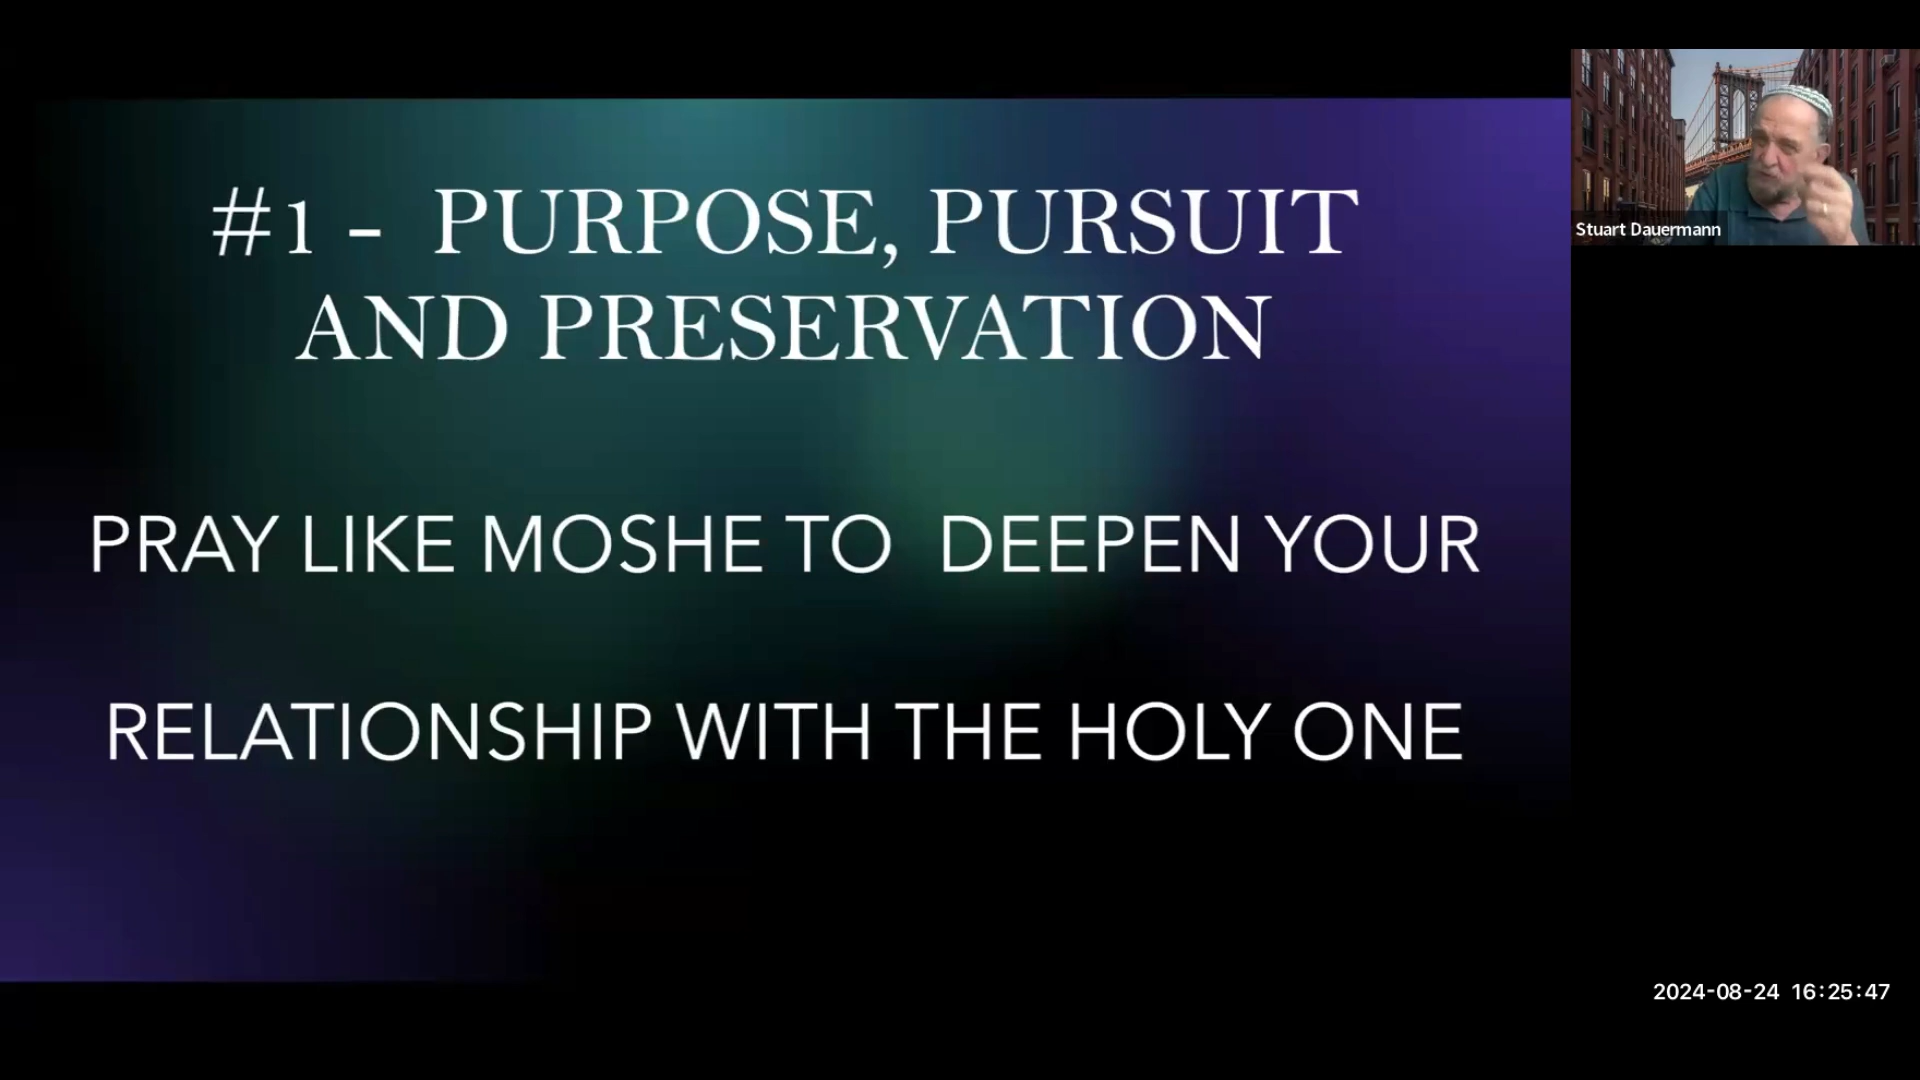 #1 - PURPOSE, PURSUIT
AND PRESERVATION
PRAY LIKE MOSHE TO DEEPEN YOUR
RELATIONSHIP WITH THE HOLY ONE
Stuart Dauermann
2024-08-24 16:25:47